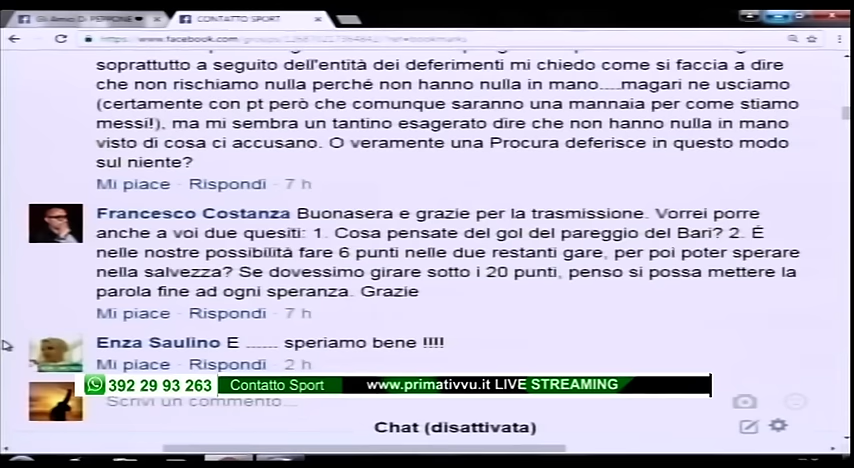 Gli Amici Di PEPPONE
CONTATTO SPORT
https://www.facebook.com/groups/
soprattutto a seguito dell'entità dei deferimenti mi chiedo come si faccia a dire
che non rischiamo nulla perché non hanno nulla in mano....magari ne usciamo
(certamente con pt però che comunque saranno una mannaia per come stiamo
messi!), ma mi sembra un tantino esagerato dire che non hanno nulla in mano
visto di cosa ci accusano. O veramente una Procura deferisce in questo modo
sul niente?
Mi piace · Rispondi · 7 h
Francesco Costanza Buonasera e grazie per la trasmissione. Vorrei porre
anche a voi due quesiti: 1. Cosa pensate del gol del pareggio del Bari? 2. É
nelle nostre possibilità fare 6 punti nelle due restanti gare, per poi poter sperare
nella salvezza? Se dovessimo girare sotto i 20 punti, penso si possa mettere la
parola fine ad ogni speranza. Grazie
Mi piace · Rispondi · 7 h
Enza Saulino E ...... speriamo bene !!!!
Mi piace · Rispondi · 2 h
392 29 93 263 Contatto Sport www.primativvu.it LIVE STREAMING
Scrivi un commento...
Chat (disattivata)